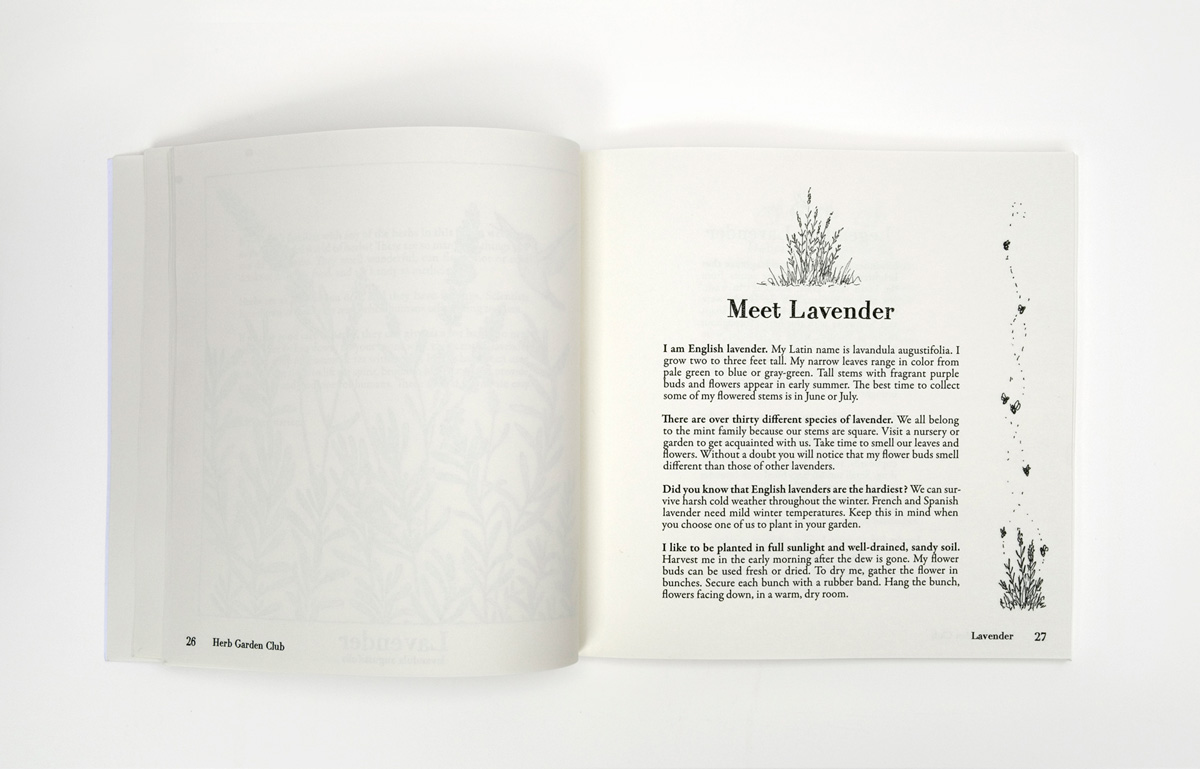 26 Herb Garden Club
Meet Lavender
I am English lavender. My Latin name is lavandula augustifolia. I
grow two to three feet tall. My narrow leaves range in color from
pale green to blue or gray-green. Tall stems with fragrant purple
buds and flowers appear in early summer. The best time to collect
some of my flowered stems is in June or July.
There are over thirty different species of lavender. We all belong
to the mint family because our stems are square. Visit a nursery or
garden to get acquainted with us. Take time to smell our leaves and
flowers. Without a doubt you will notice that my flower buds smell
different than those of other lavenders.
Did you know that English lavenders are the hardiest? We can sur-
vive harsh cold weather throughout the winter. French and Spanish
lavender need mild winter temperatures. Keep this in mind when
you choose one of us to plant in your garden.
I like to be planted in full sunlight and well-drained, sandy soil.
Harvest me in the early morning after the dew is gone. My flower
buds can be used fresh or dried. To dry me, gather the flower in
bunches. Secure each bunch with a rubber band. Hang the bunch,
flowers facing down, in a warm, dry room.
Lavender 27